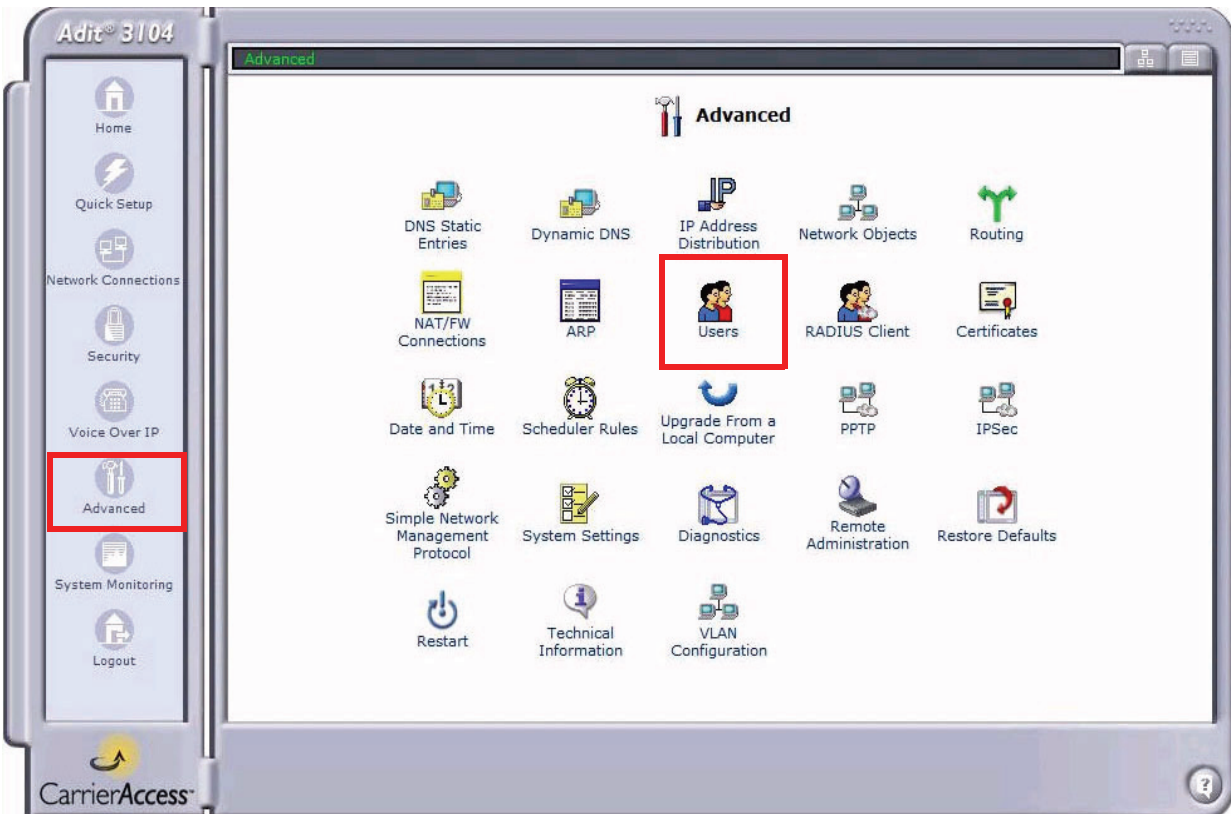 Adit® 3104
Home
Quick Setup
Network Connections
Security
Voice Over IP
Advanced
System Monitoring
Logout
CarrierAccess™
Advanced
Advanced
DNS Static
Entries
Dynamic DNS
IP Address
Distribution
Network Objects
Routing
NAT/FW
Connections
ARP
Users
RADIUS Client
Certificates
Date and Time
Scheduler Rules
Upgrade From a
Local Computer
PPTP
IPSec
Simple Network
Management
Protocol
System Settings
Diagnostics
Remote
Administration
Restore Defaults
Restart
Technical
Information
VLAN
Configuration
?